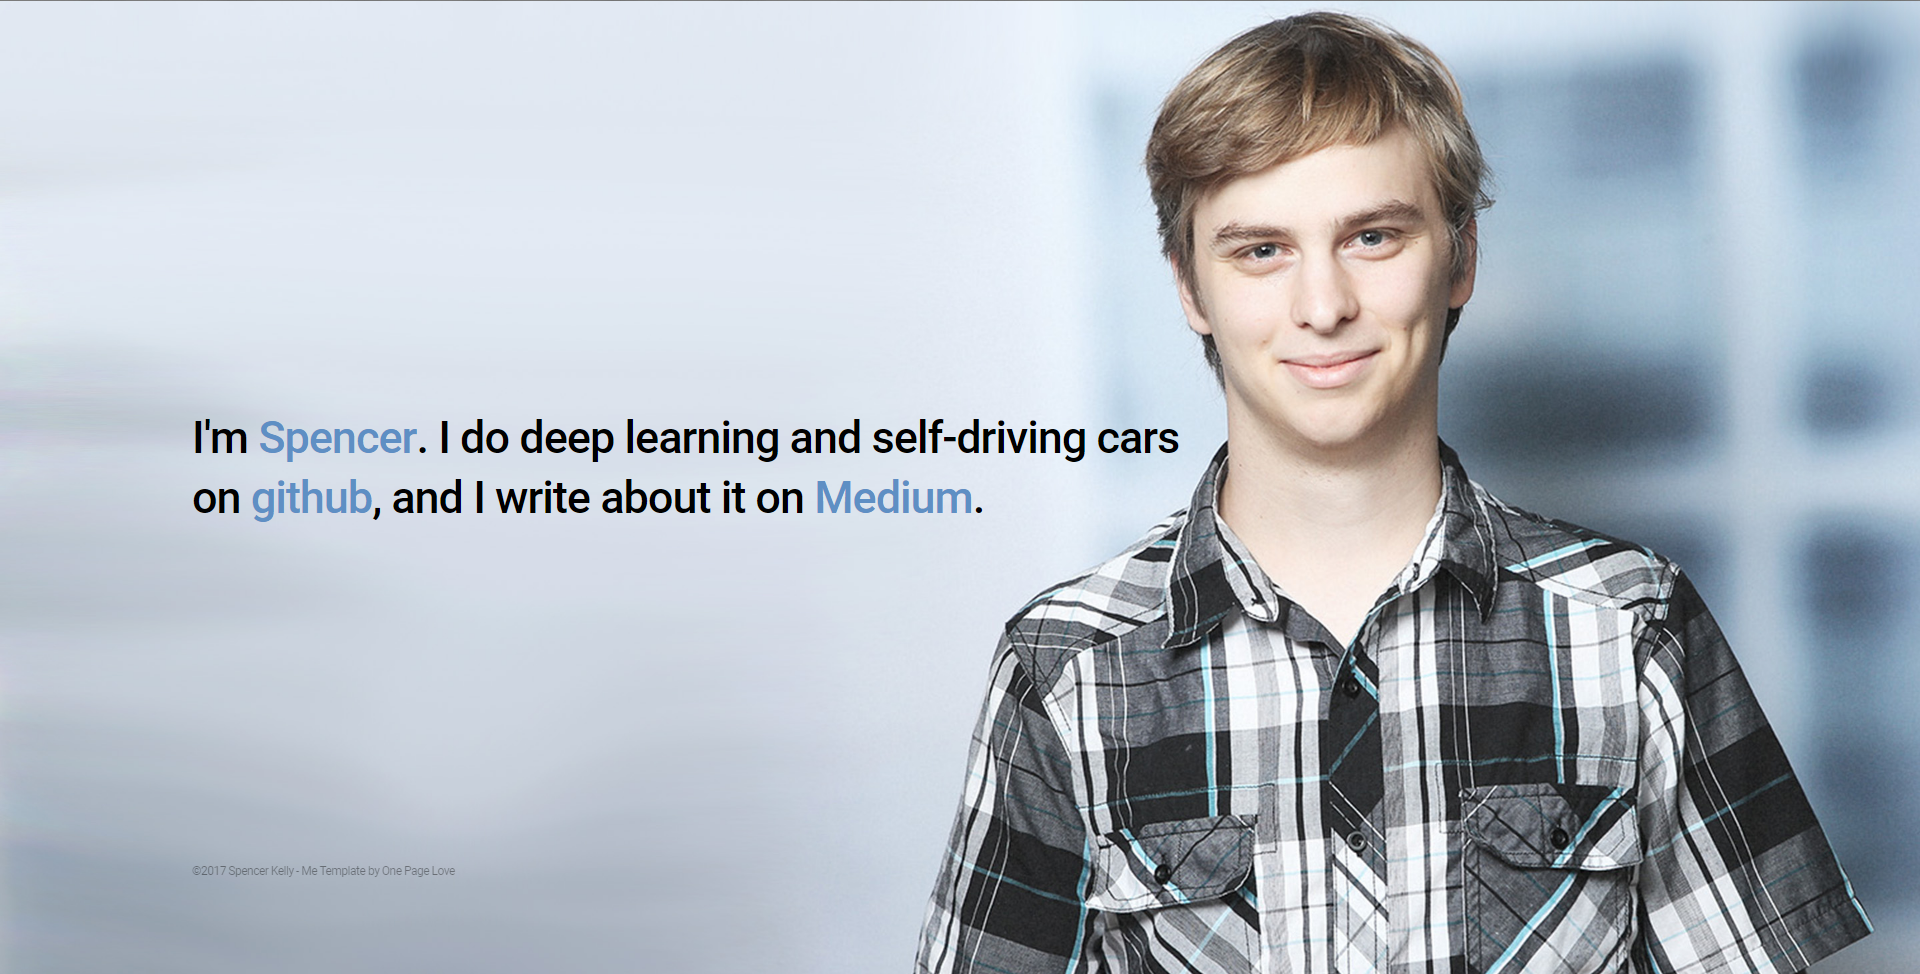 I'm Spencer. I do deep learning and self-driving cars
on github, and I write about it on Medium.
©2017 Spencer Kelly - Me Template by One Page Love